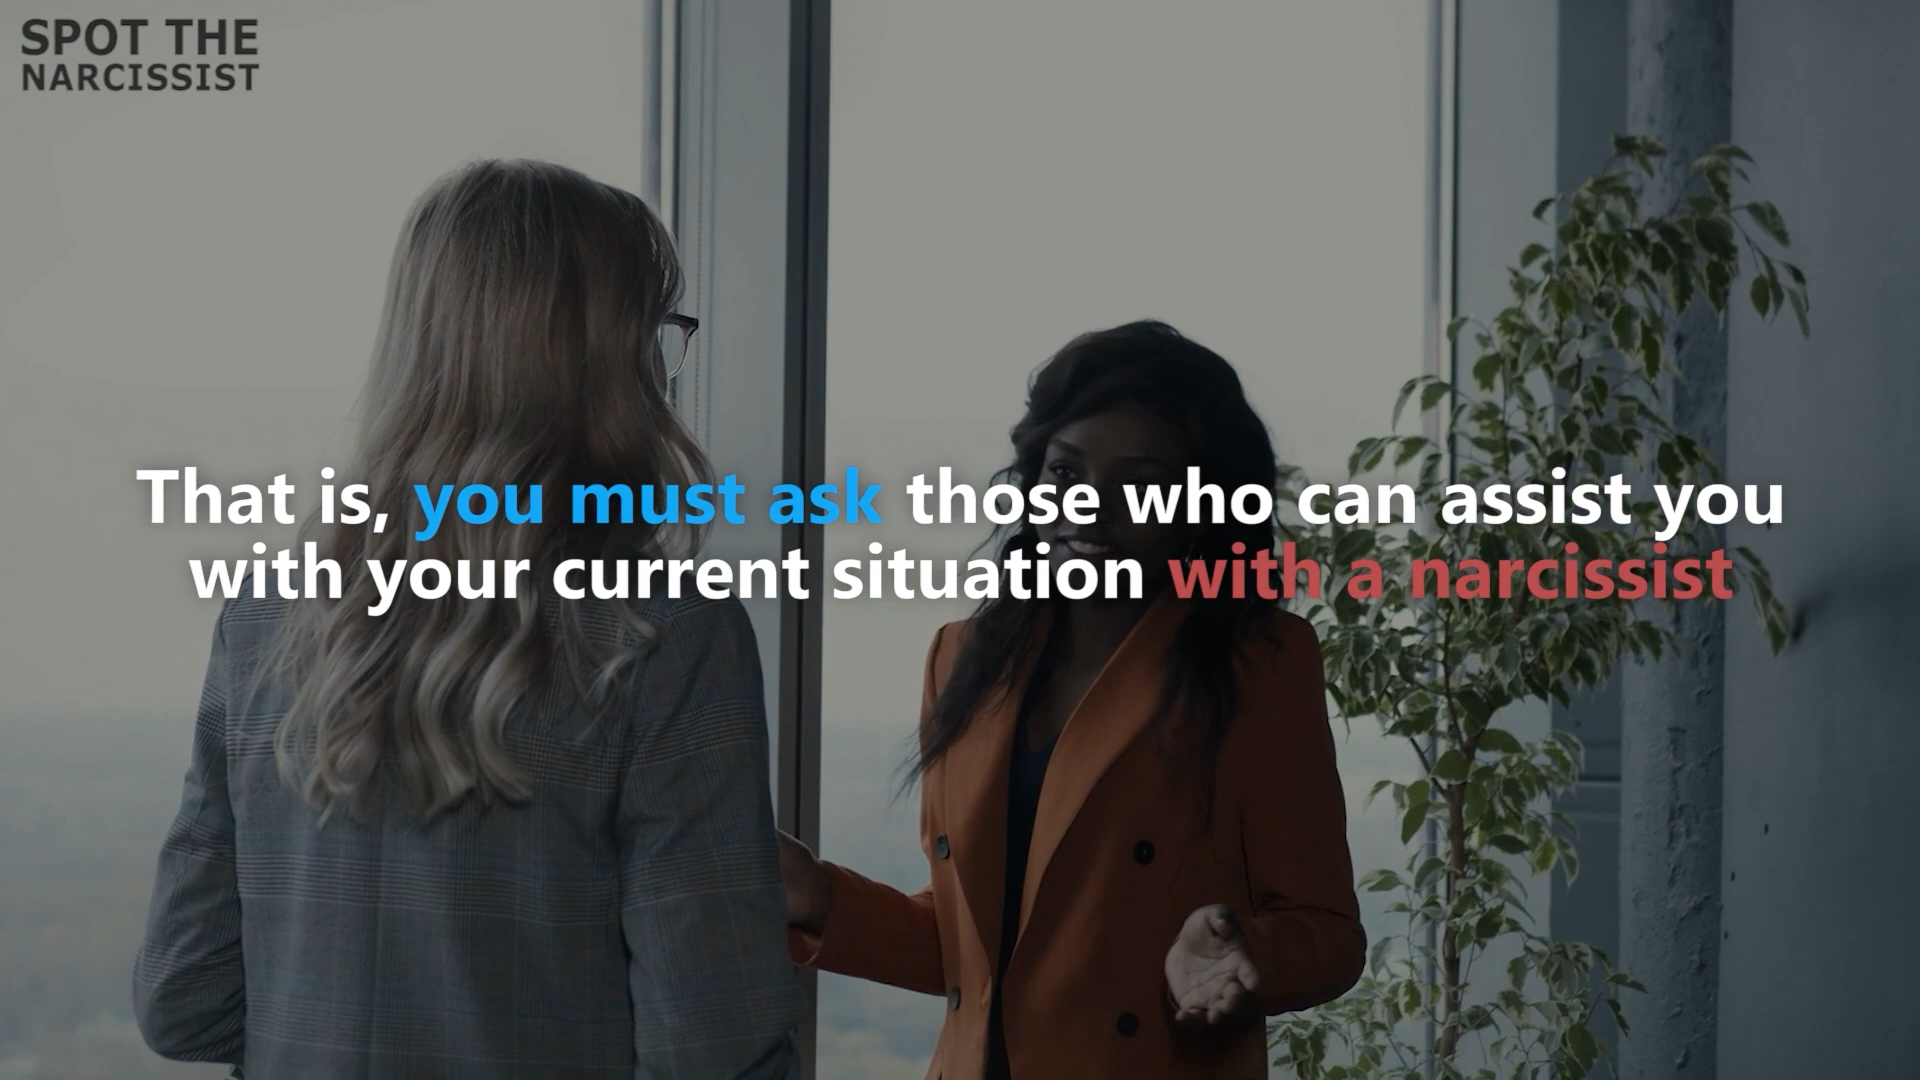 SPOT THE
NARCISSIST
That is, you must ask those who can assist you
with your current situation with a narcissist